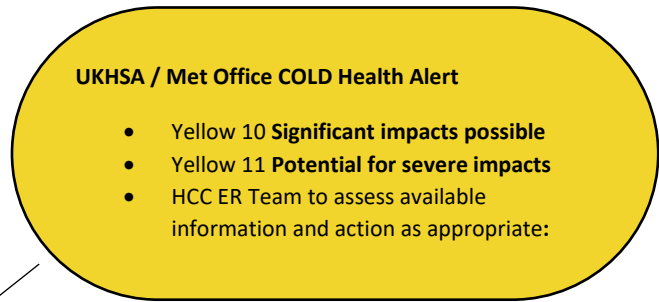 UKHSA / Met Office COLD Health Alert
• Yellow 10 Significant impacts possible
• Yellow 11 Potential for severe impacts
• HCC ER Team to assess available
information and action as appropriate: